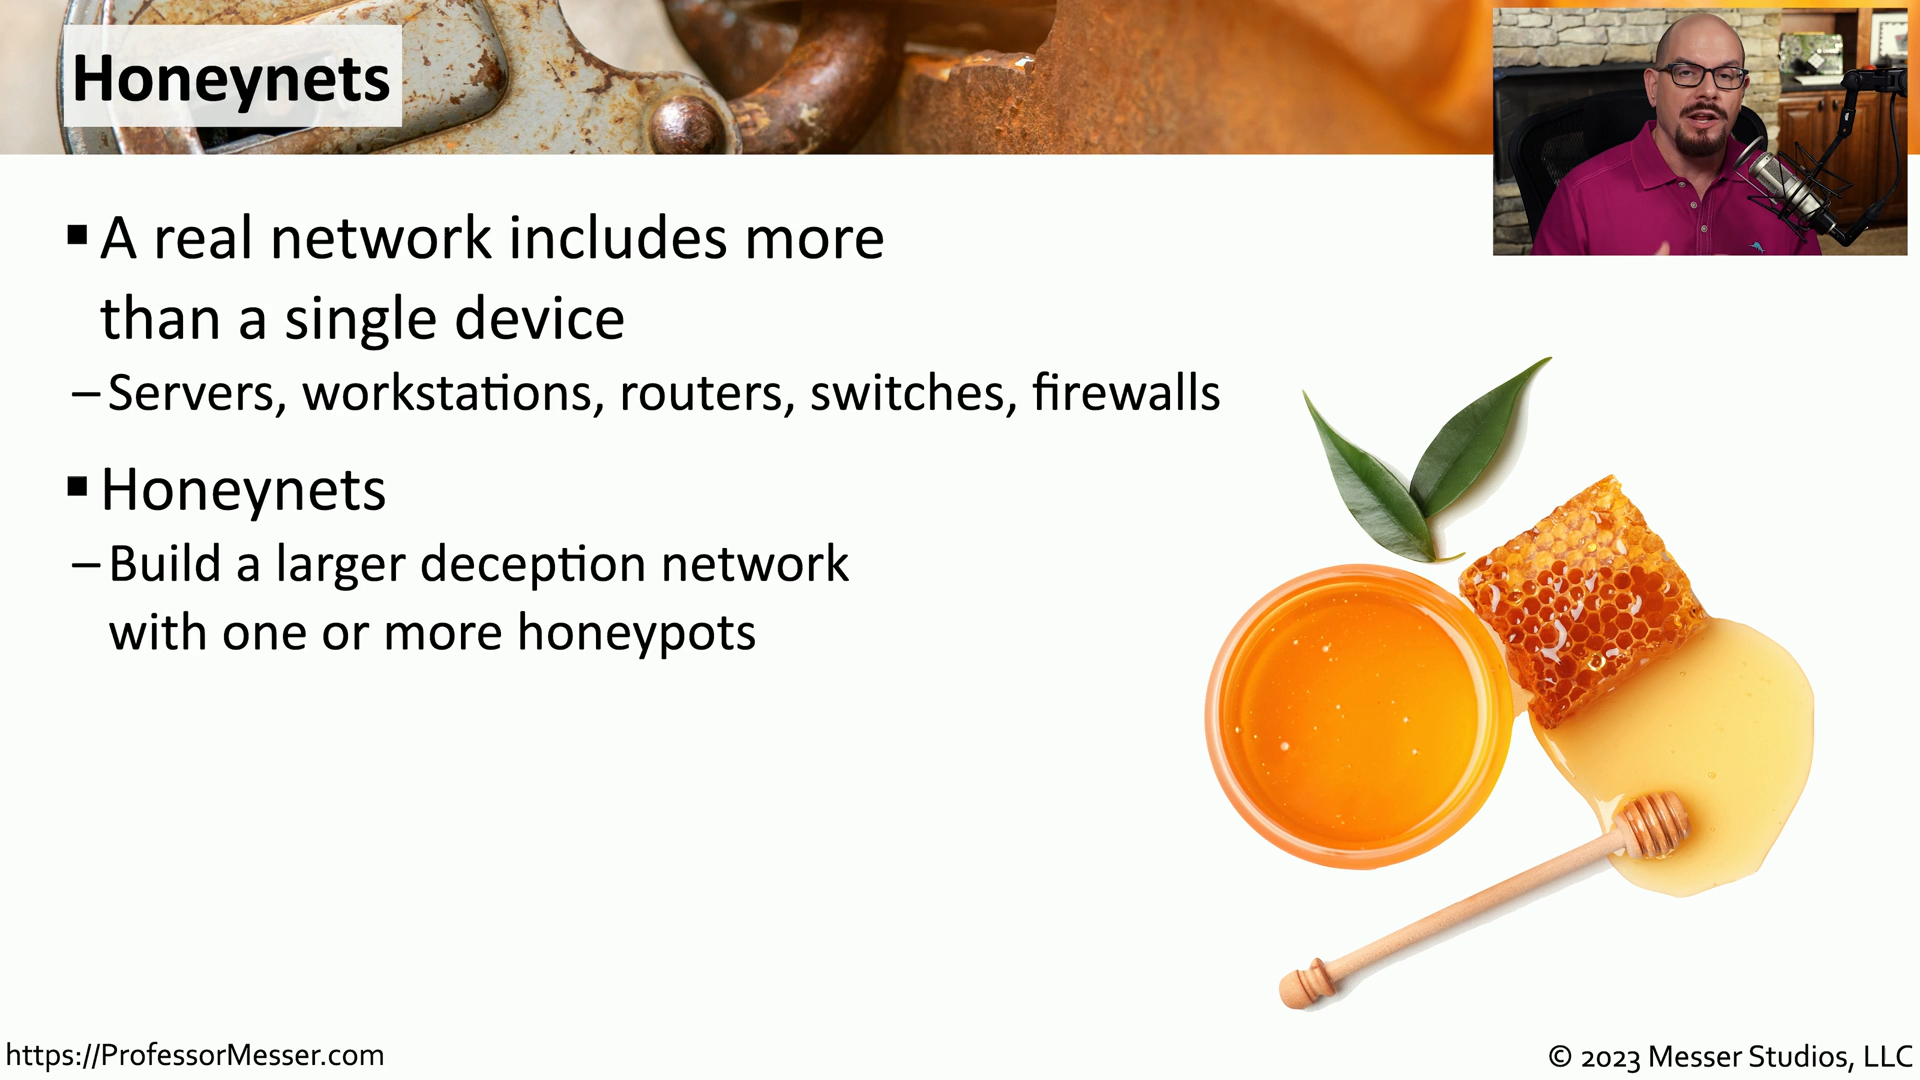 Honeynets
▪ A real network includes more
than a single device
– Servers, workstations, routers, switches, firewalls
▪ Honeynets
– Build a larger deception network
with one or more honeypots
https://ProfessorMesser.com
© 2023 Messer Studios, LLC